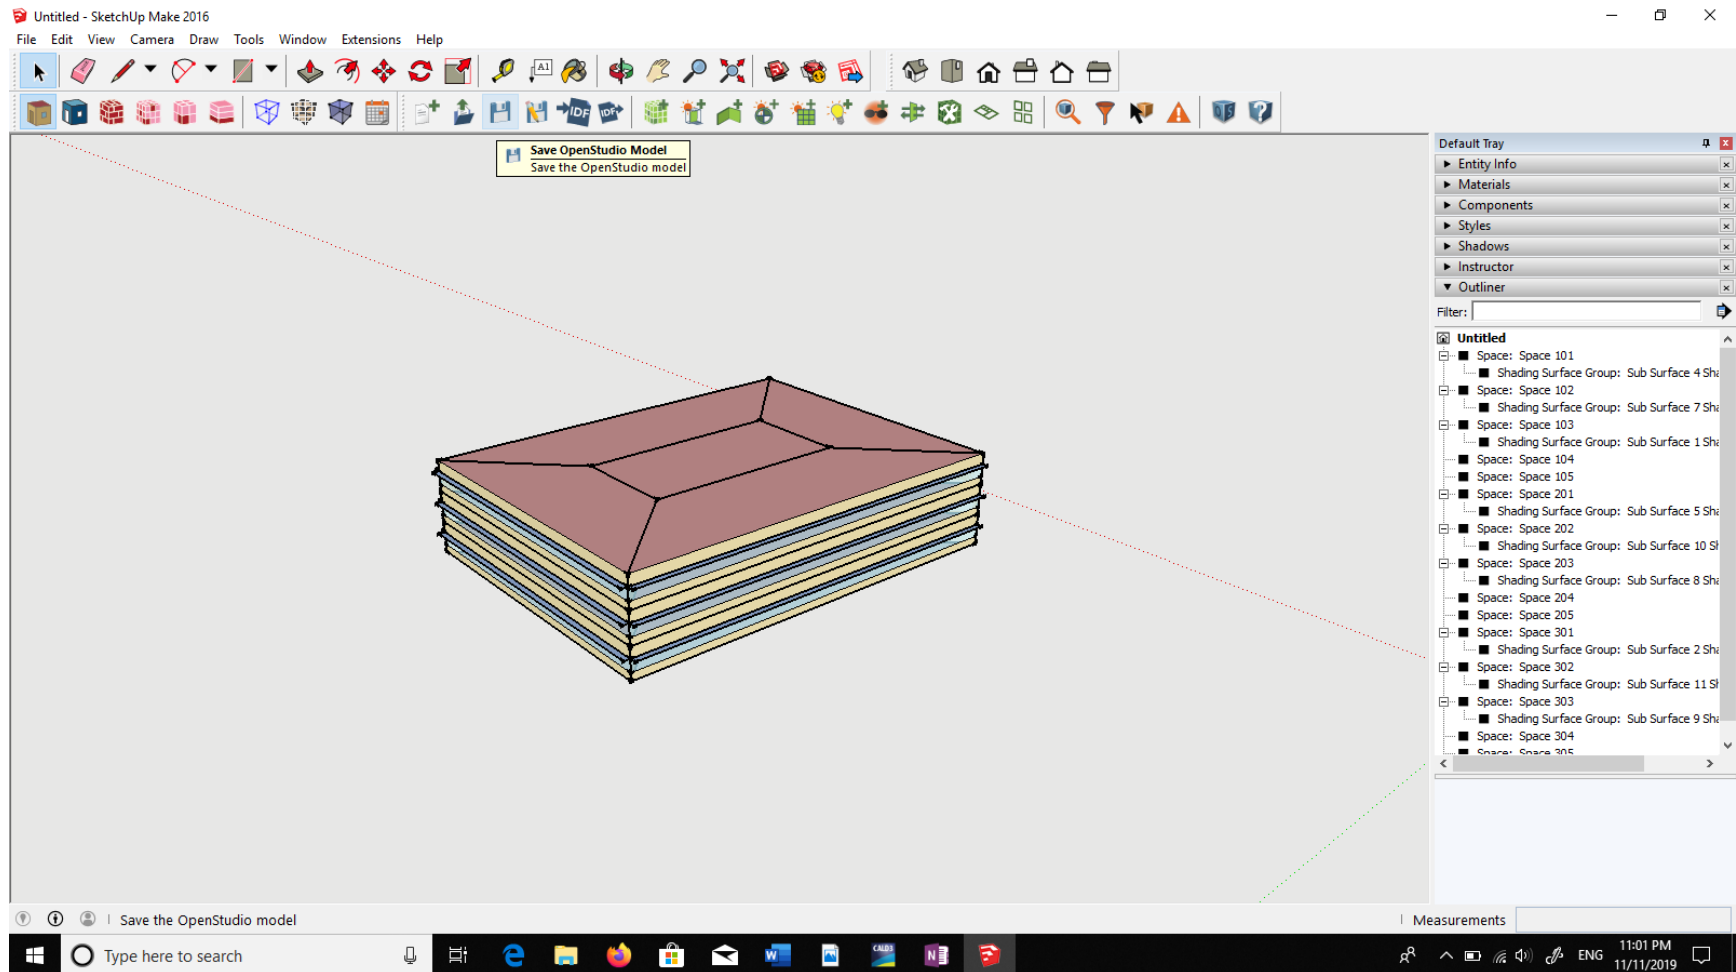 Untitled - SketchUp Make 2016
File Edit View Camera Draw Tools Window Extensions Help
A1
IDF IDF
Save OpenStudio Model
Save the OpenStudio model
Default Tray
Entity Info
Materials
Components
Styles
Shadows
Instructor
Outliner
Filter:
Untitled
Space: Space 101
Shading Surface Group: Sub Surface 4 Sha
Space: Space 102
Shading Surface Group: Sub Surface 7 Sha
Space: Space 103
Shading Surface Group: Sub Surface 1 Sha
Space: Space 104
Space: Space 105
Space: Space 201
Shading Surface Group: Sub Surface 5 Sha
Space: Space 202
Shading Surface Group: Sub Surface 10 Sh
Space: Space 203
Shading Surface Group: Sub Surface 8 Sha
Space: Space 204
Space: Space 205
Space: Space 301
Shading Surface Group: Sub Surface 2 Sha
Space: Space 302
Shading Surface Group: Sub Surface 11 Sh
Space: Space 303
Shading Surface Group: Sub Surface 9 Sha
Space: Space 304
Space: Space 305
Save the OpenStudio model
Measurements
Type here to search
CALD3
ENG
11:01 PM
11/11/2019